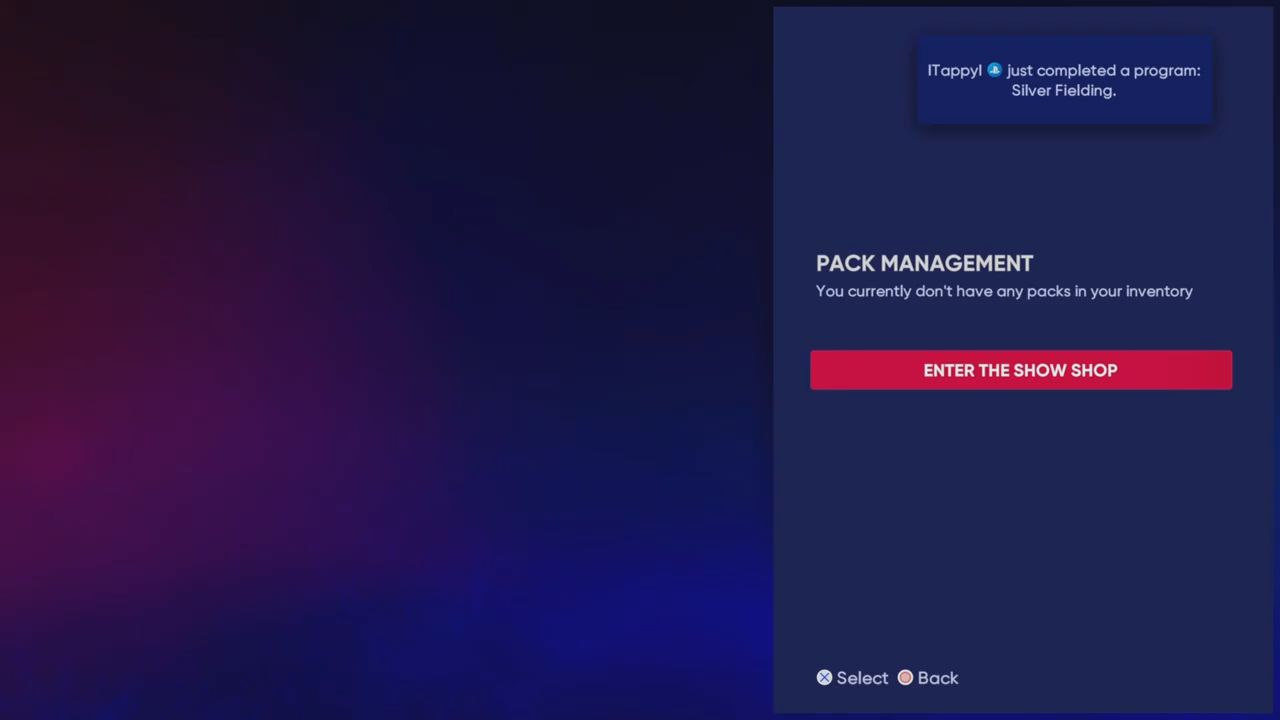 ITappyI just completed a program:
Silver Fielding.
PACK MANAGEMENT
You currently don't have any packs in your inventory
ENTER THE SHOW SHOP
Select Back